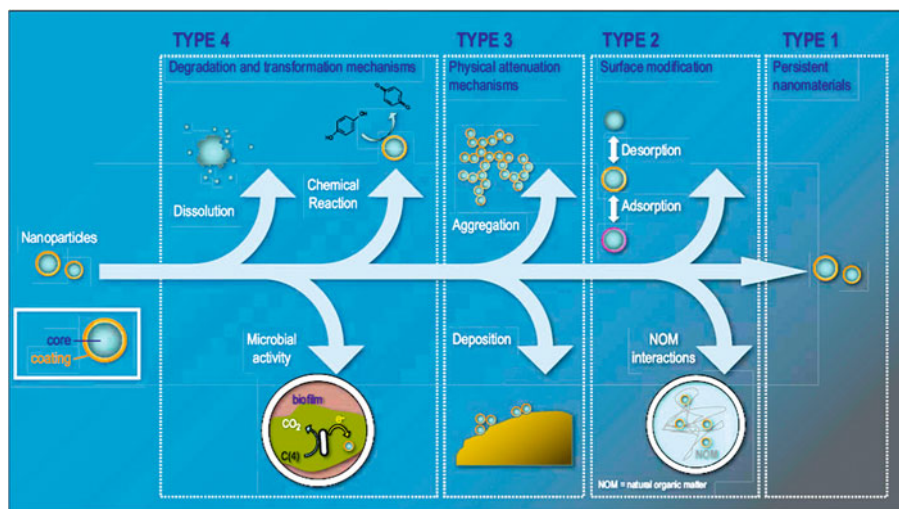 TYPE 4
Degradation and transformation mechanisms
OH
HO
Dissolution
Chemical
Reaction
Microbial
activity
biofilm
CO2
e-
C(4)
TYPE 3
Physical attenuation
mechanisms
Aggregation
Deposition
TYPE 2
Surface modification
Desorption
Adsorption
NOM
interactions
NOM
NOM = natural organic matter
TYPE 1
Persistent
nanomaterials
Nanoparticles
core
coating